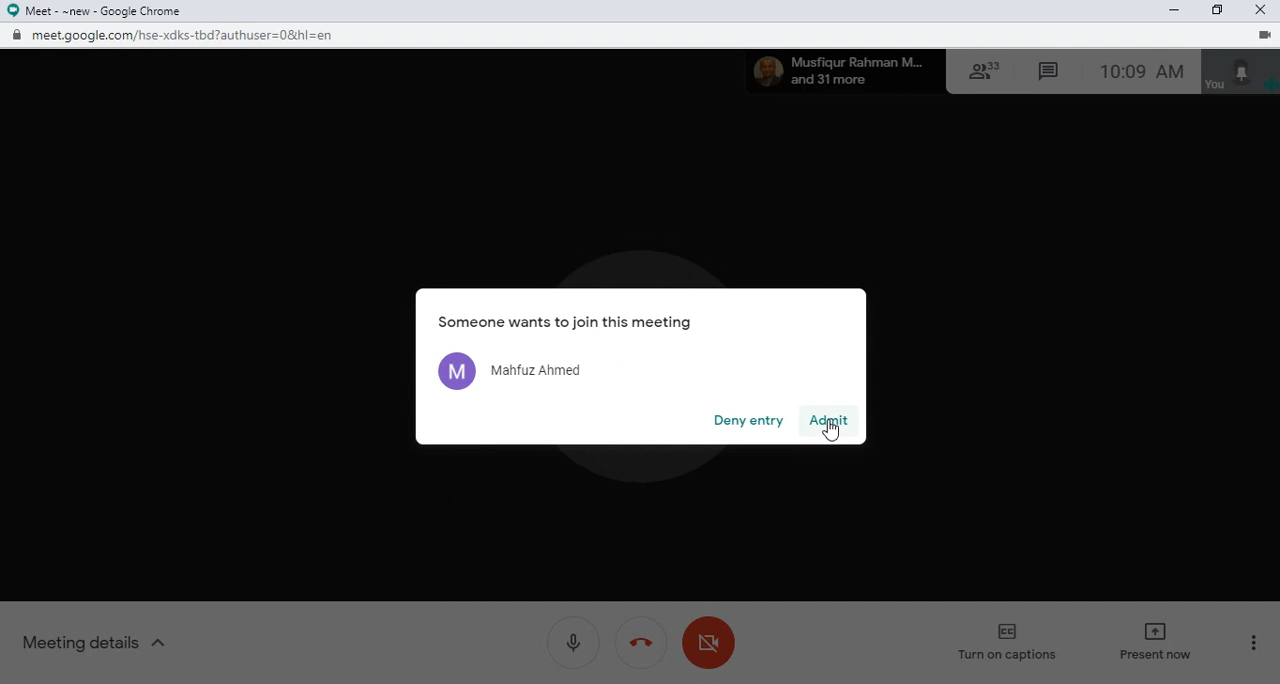 Meet - ~new - Google Chrome
meet.google.com/hse-xdks-tbd?authuser=0&hl=en
Musfiqur Rahman M...
and 31 more
33
10:09 AM
You
Someone wants to join this meeting
M
Mahfuz Ahmed
Deny entry
Admit
Meeting details
CC
Turn on captions
Present now